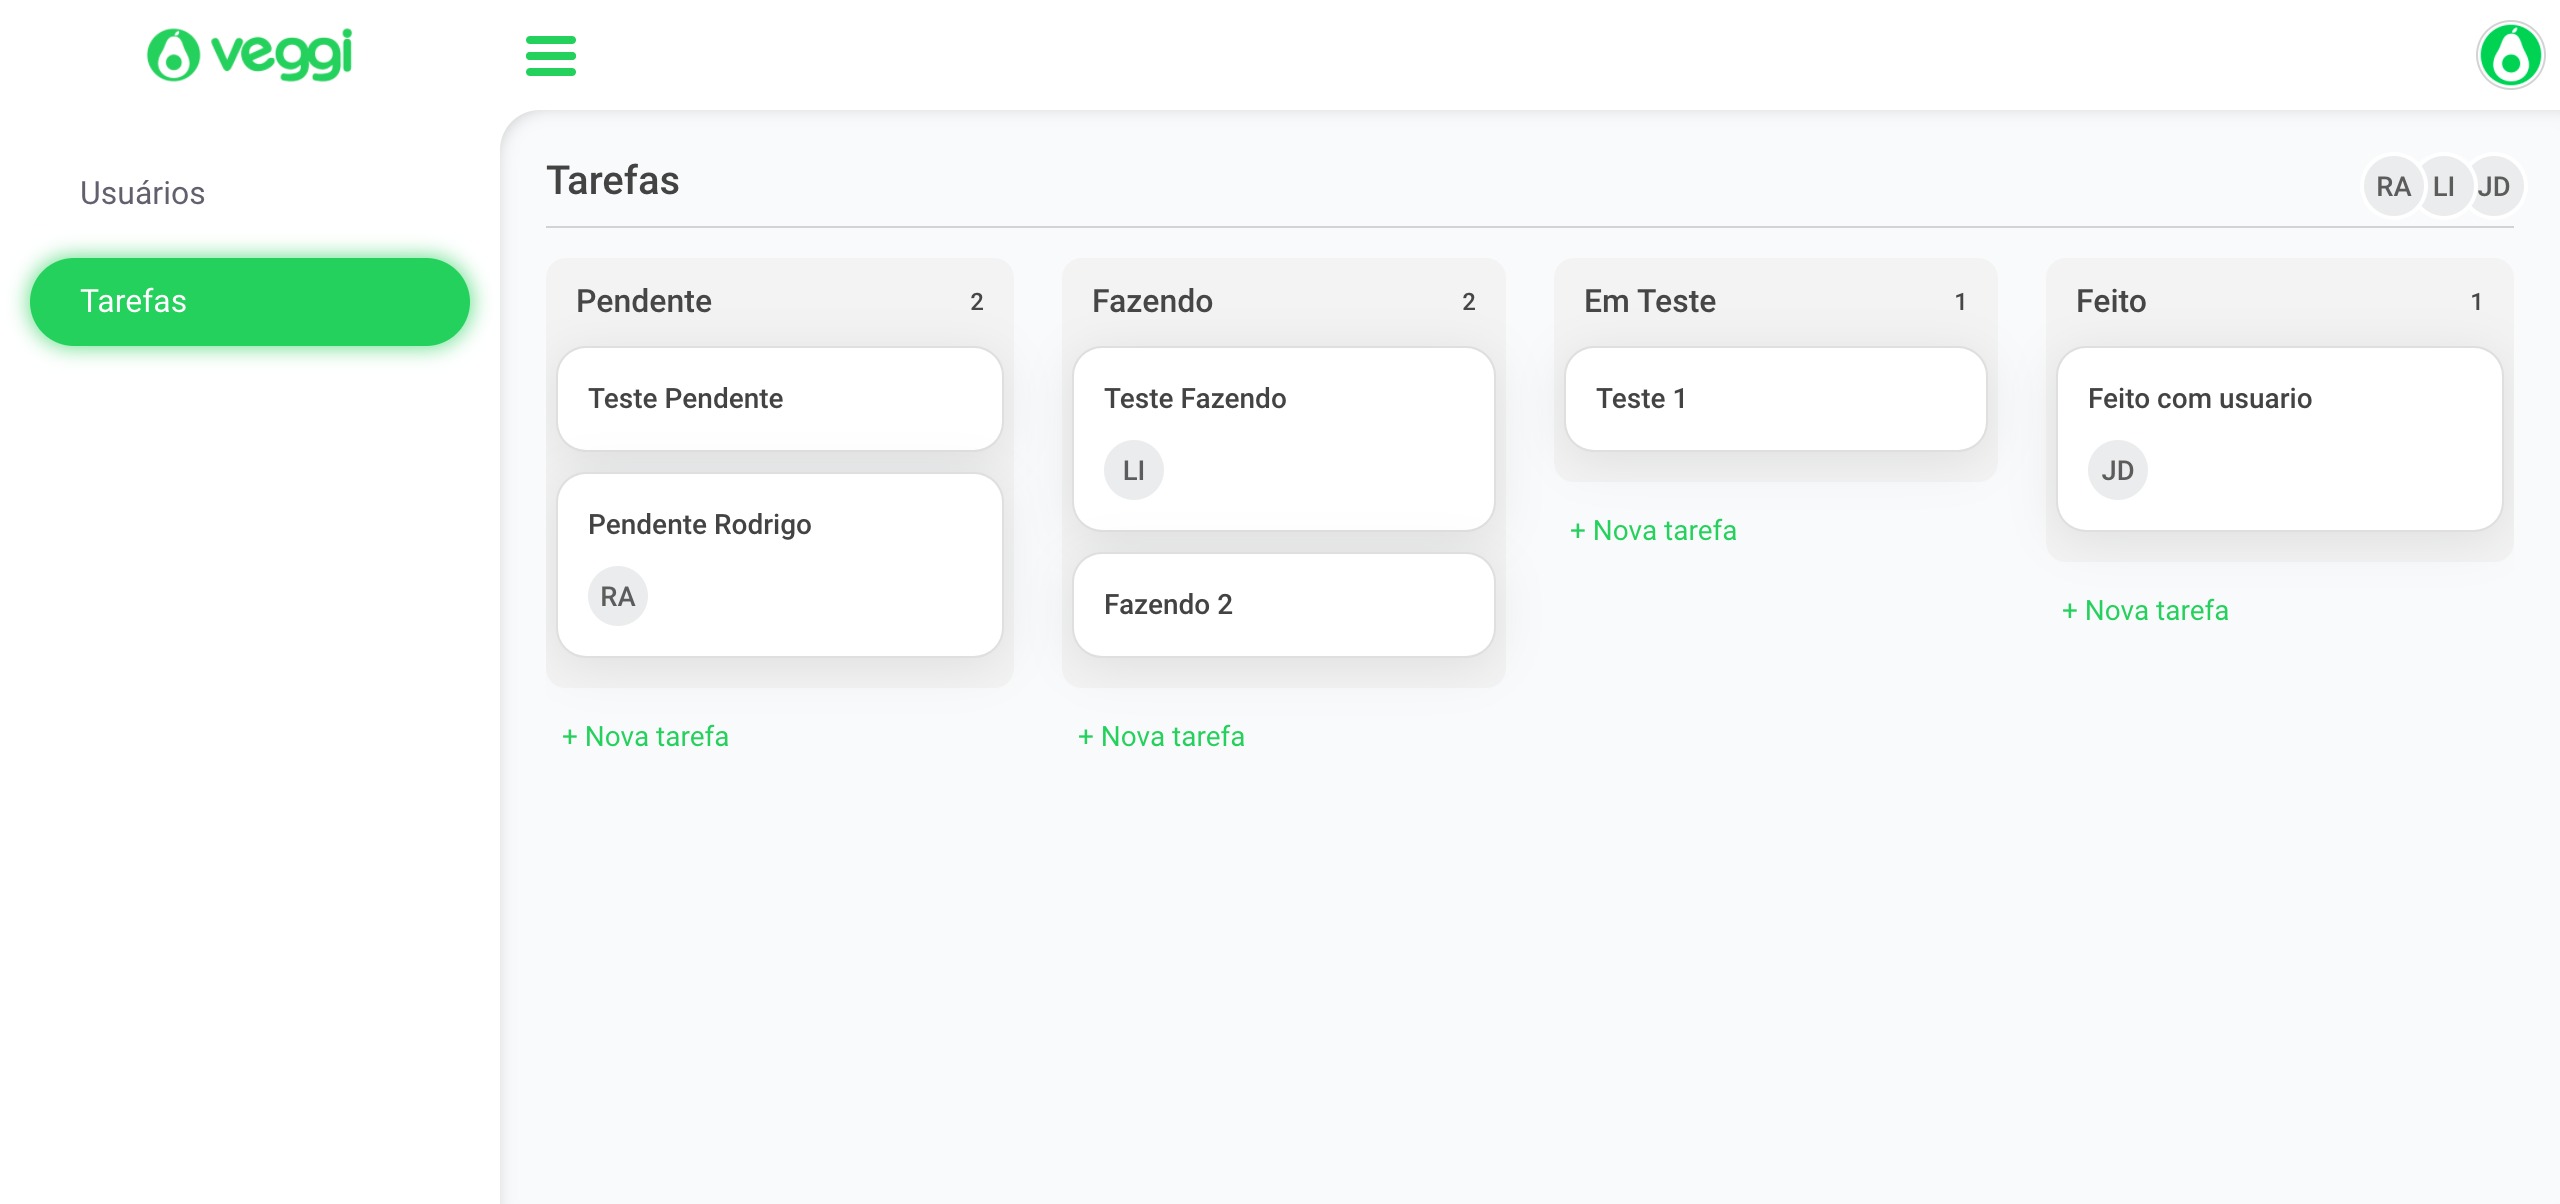 veggi
Usuários
Tarefas
Tarefas
RA LI JD
Pendente 2
Teste Pendente
Pendente Rodrigo
RA
+ Nova tarefa
Fazendo 2
Teste Fazendo
LI
Fazendo 2
+ Nova tarefa
Em Teste 1
Teste 1
+ Nova tarefa
Feito 1
Feito com usuario
JD
+ Nova tarefa